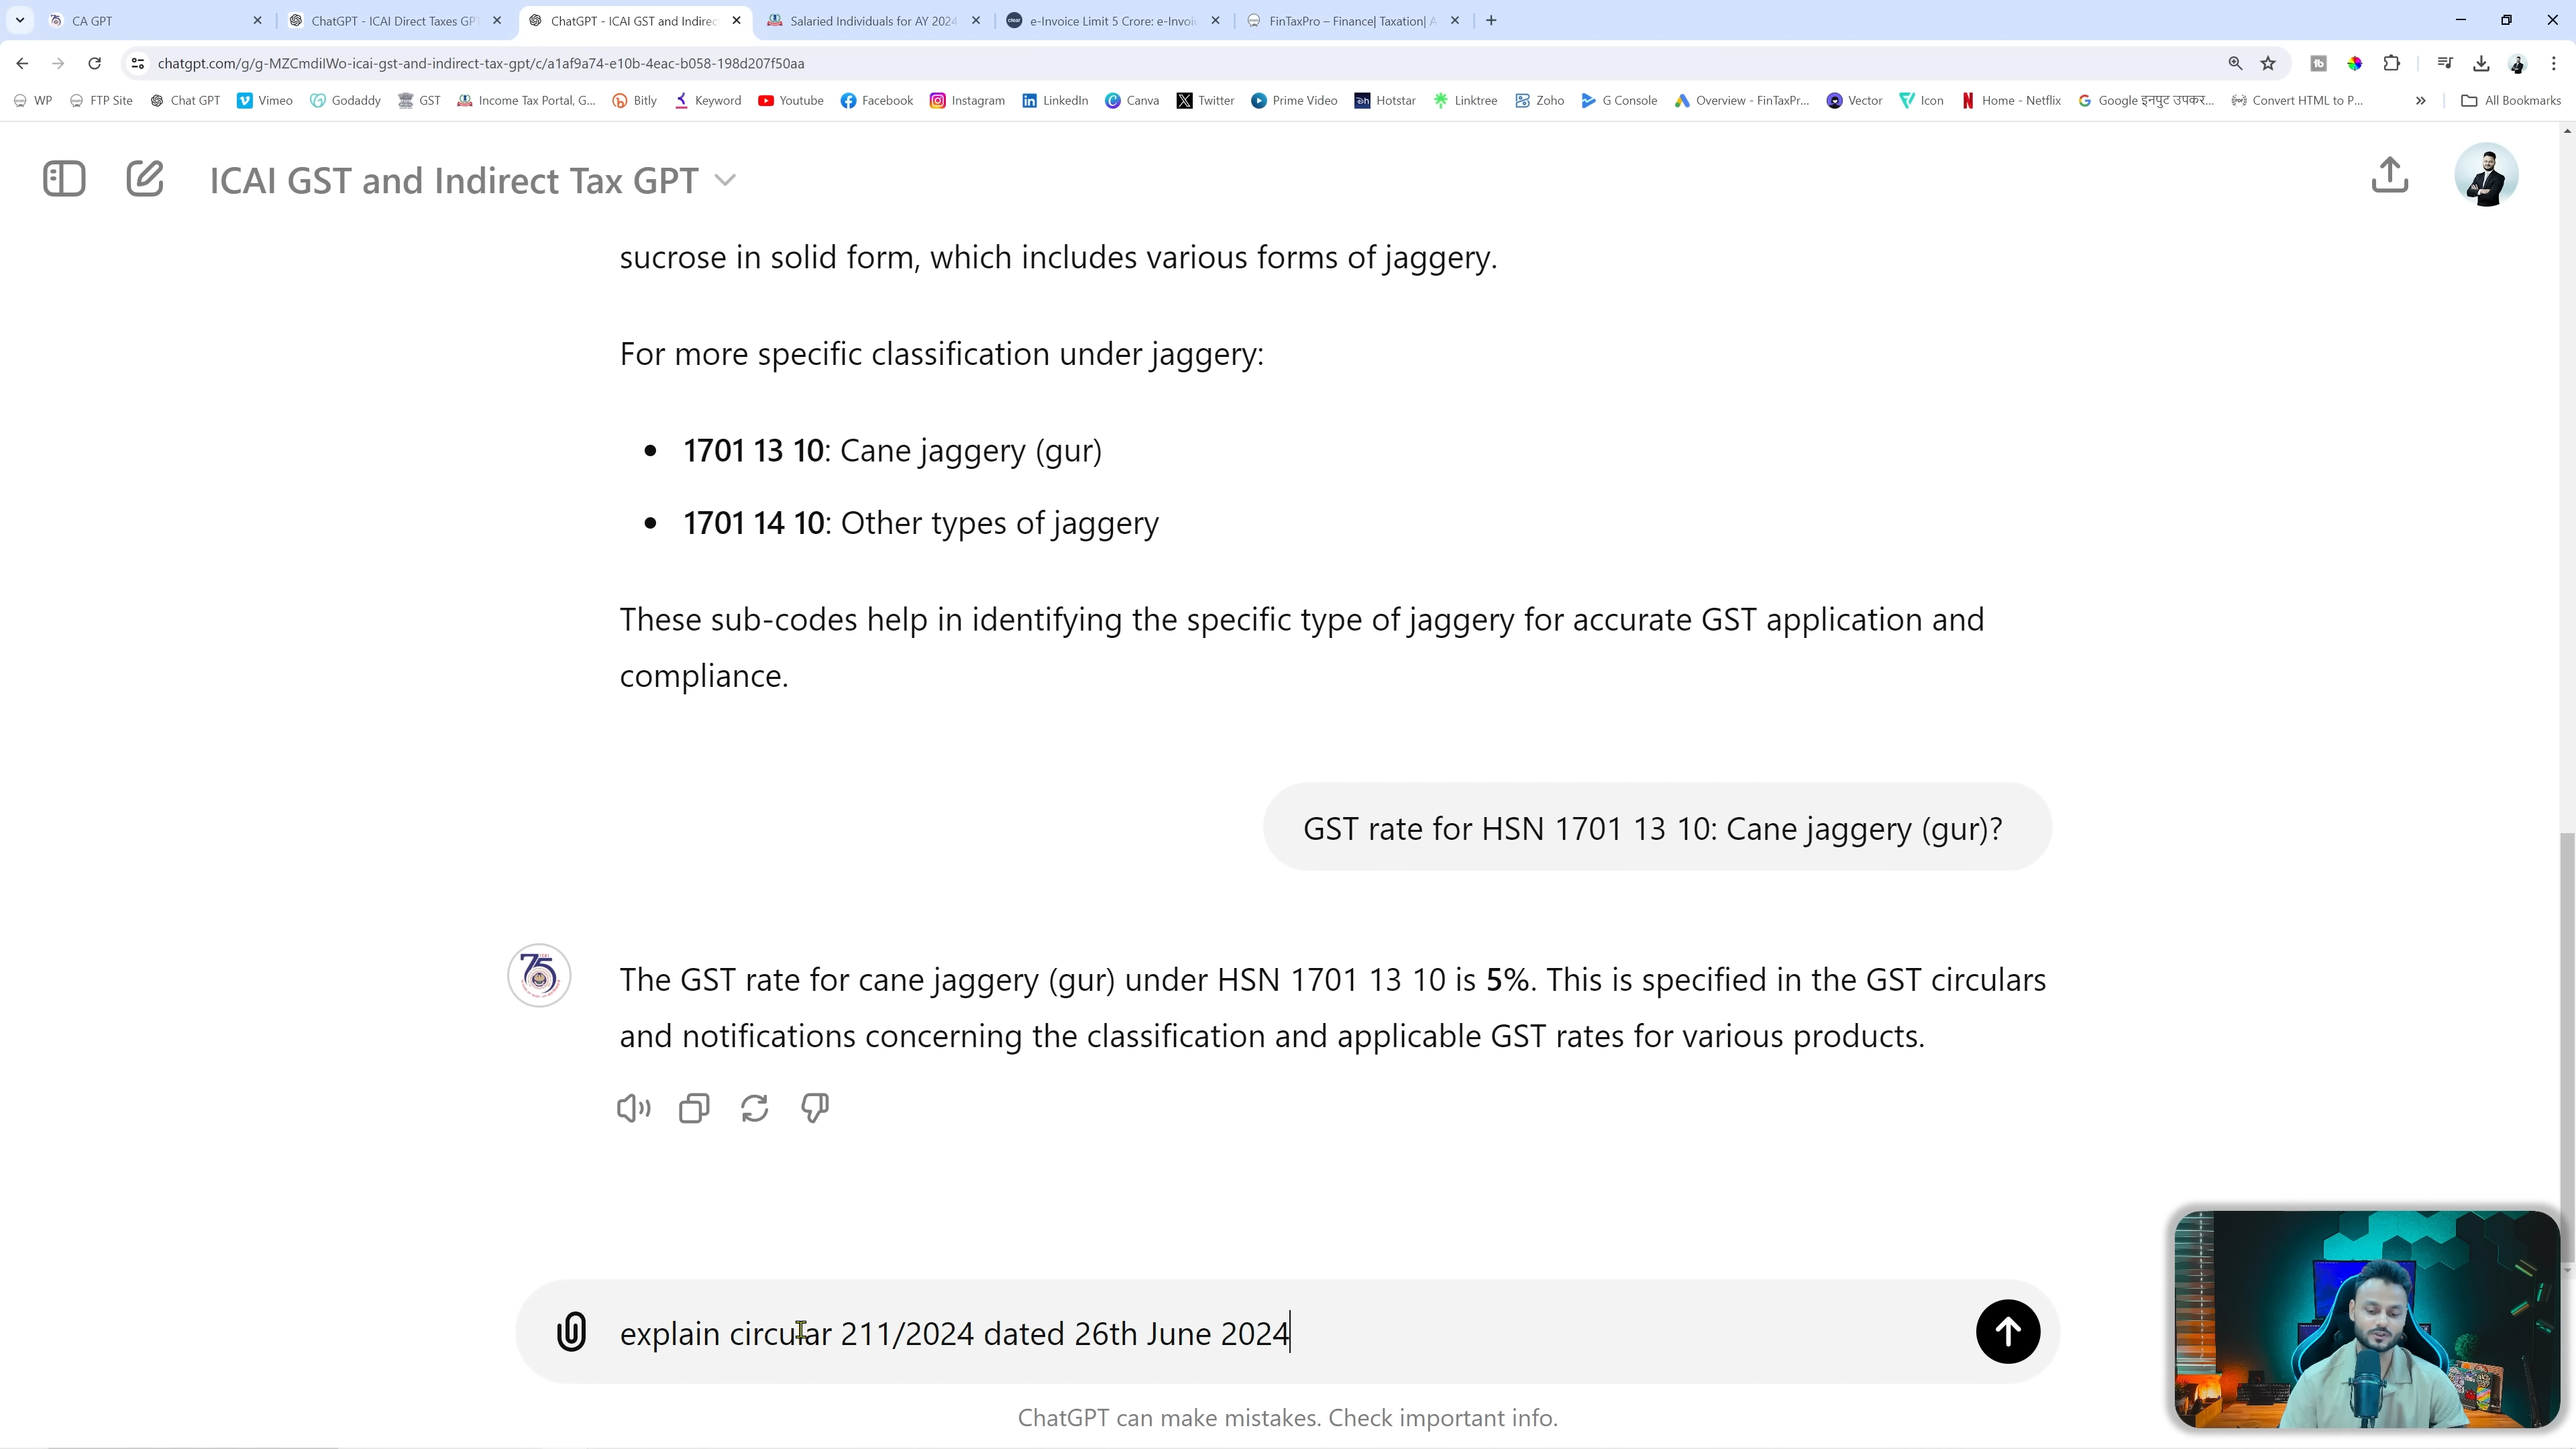 CA GPT
ChatGPT - ICAI Direct Taxes GP
ChatGPT - ICAI GST and Indirec
Salaried Individuals for AY 2024
e-Invoice Limit 5 Crore: e-Invoi
FinTaxPro – Finance| Taxation| A
chatgpt.com/g/g-MZCmdiIWo-icai-gst-and-indirect-tax-gpt/c/a1af9a74-e10b-4eac-b058-198d207f50aa
WP FTP Site Chat GPT Vimeo Godaddy GST Income Tax Portal, G... Bitly Keyword Youtube Facebook Instagram LinkedIn Canva Twitter Prime Video Hotstar Linktree Zoho G Console Overview - FinTaxPr... Vector Icon Home - Netflix Google इनपुट उपकर... Convert HTML to P... » All Bookmarks
ICAI GST and Indirect Tax GPT
sucrose in solid form, which includes various forms of jaggery.
For more specific classification under jaggery:
• 1701 13 10: Cane jaggery (gur)
• 1701 14 10: Other types of jaggery
These sub-codes help in identifying the specific type of jaggery for accurate GST application and
compliance.
GST rate for HSN 1701 13 10: Cane jaggery (gur)?
75
The GST rate for cane jaggery (gur) under HSN 1701 13 10 is 5%. This is specified in the GST circulars
and notifications concerning the classification and applicable GST rates for various products.
explain circular 211/2024 dated 26th June 2024
ChatGPT can make mistakes. Check important info.